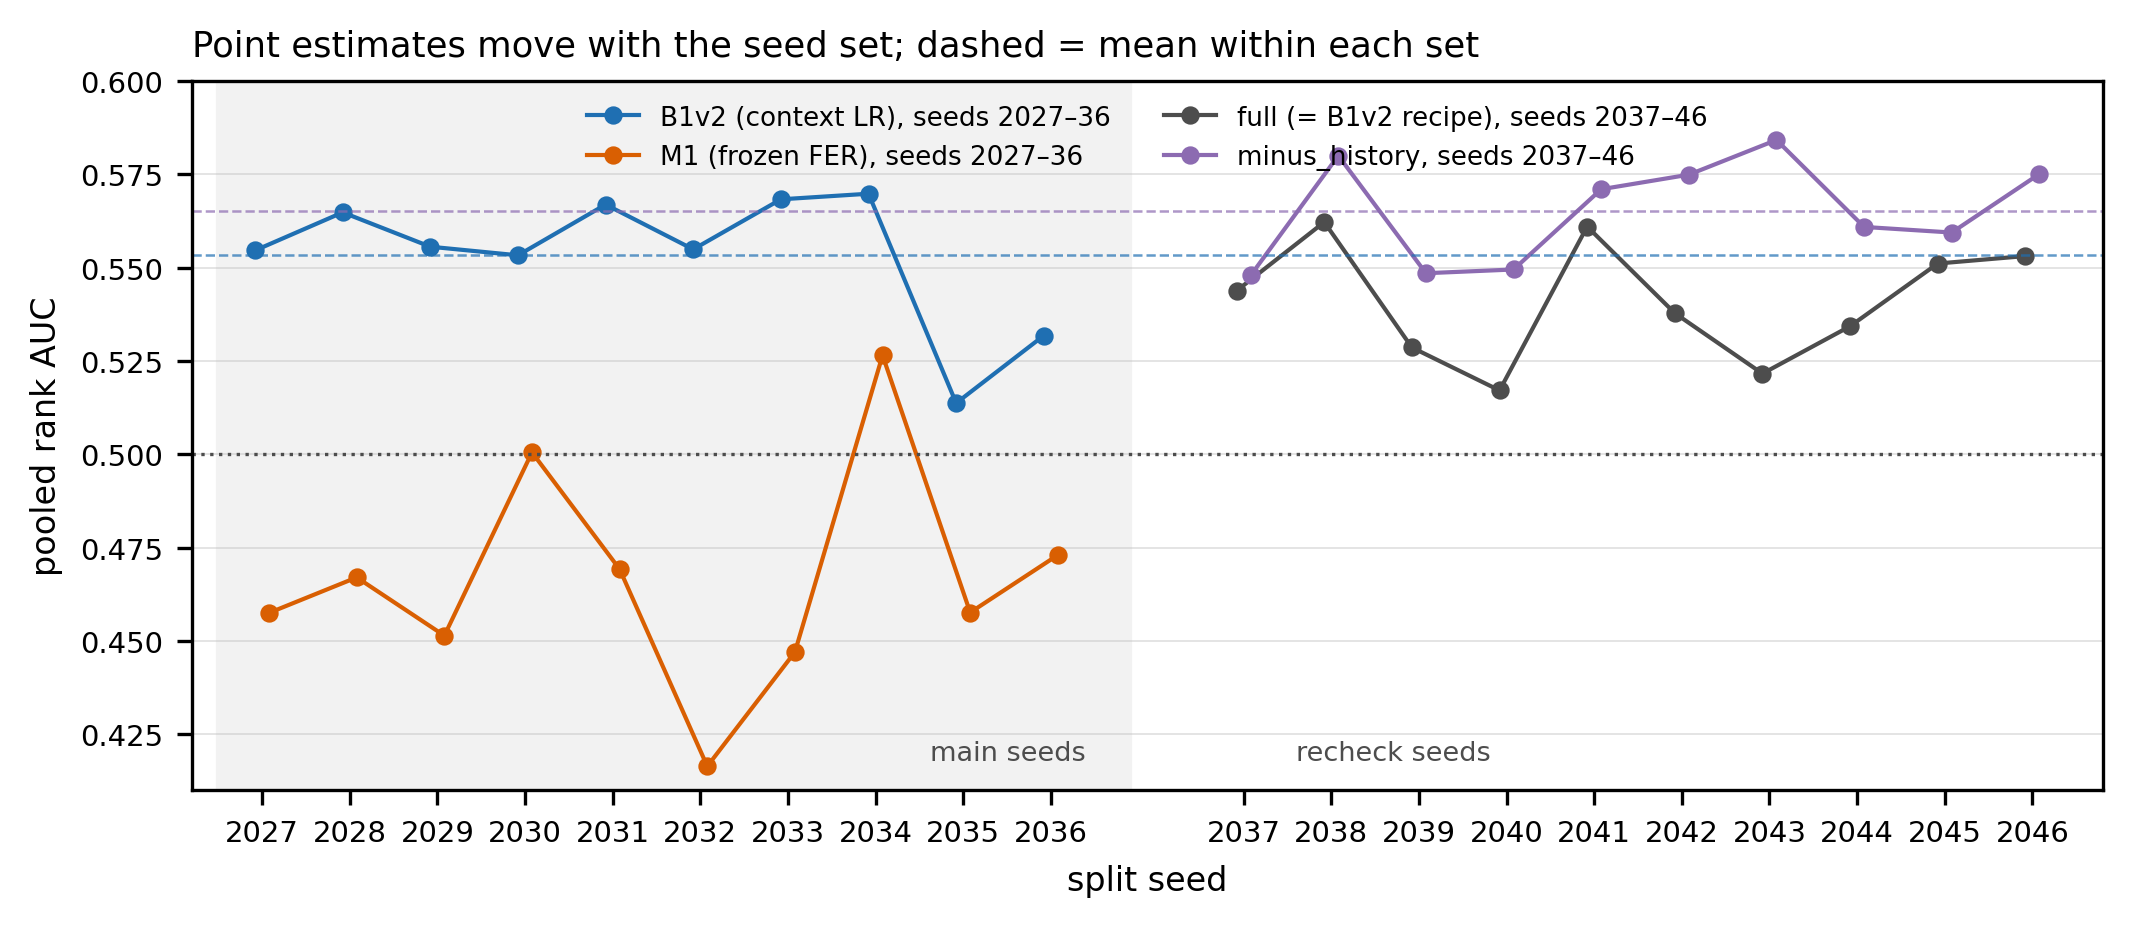 Point estimates move with the seed set; dashed = mean within each set
B1v2 (context LR), seeds 2027–36
M1 (frozen FER), seeds 2027–36
full (= B1v2 recipe), seeds 2037–46
minus_history, seeds 2037–46
pooled rank AUC
0.600
0.575
0.550
0.525
0.500
0.475
0.450
0.425
main seeds
recheck seeds
2027 2028 2029 2030 2031 2032 2033 2034 2035 2036 2037 2038 2039 2040 2041 2042 2043 2044 2045 2046
split seed